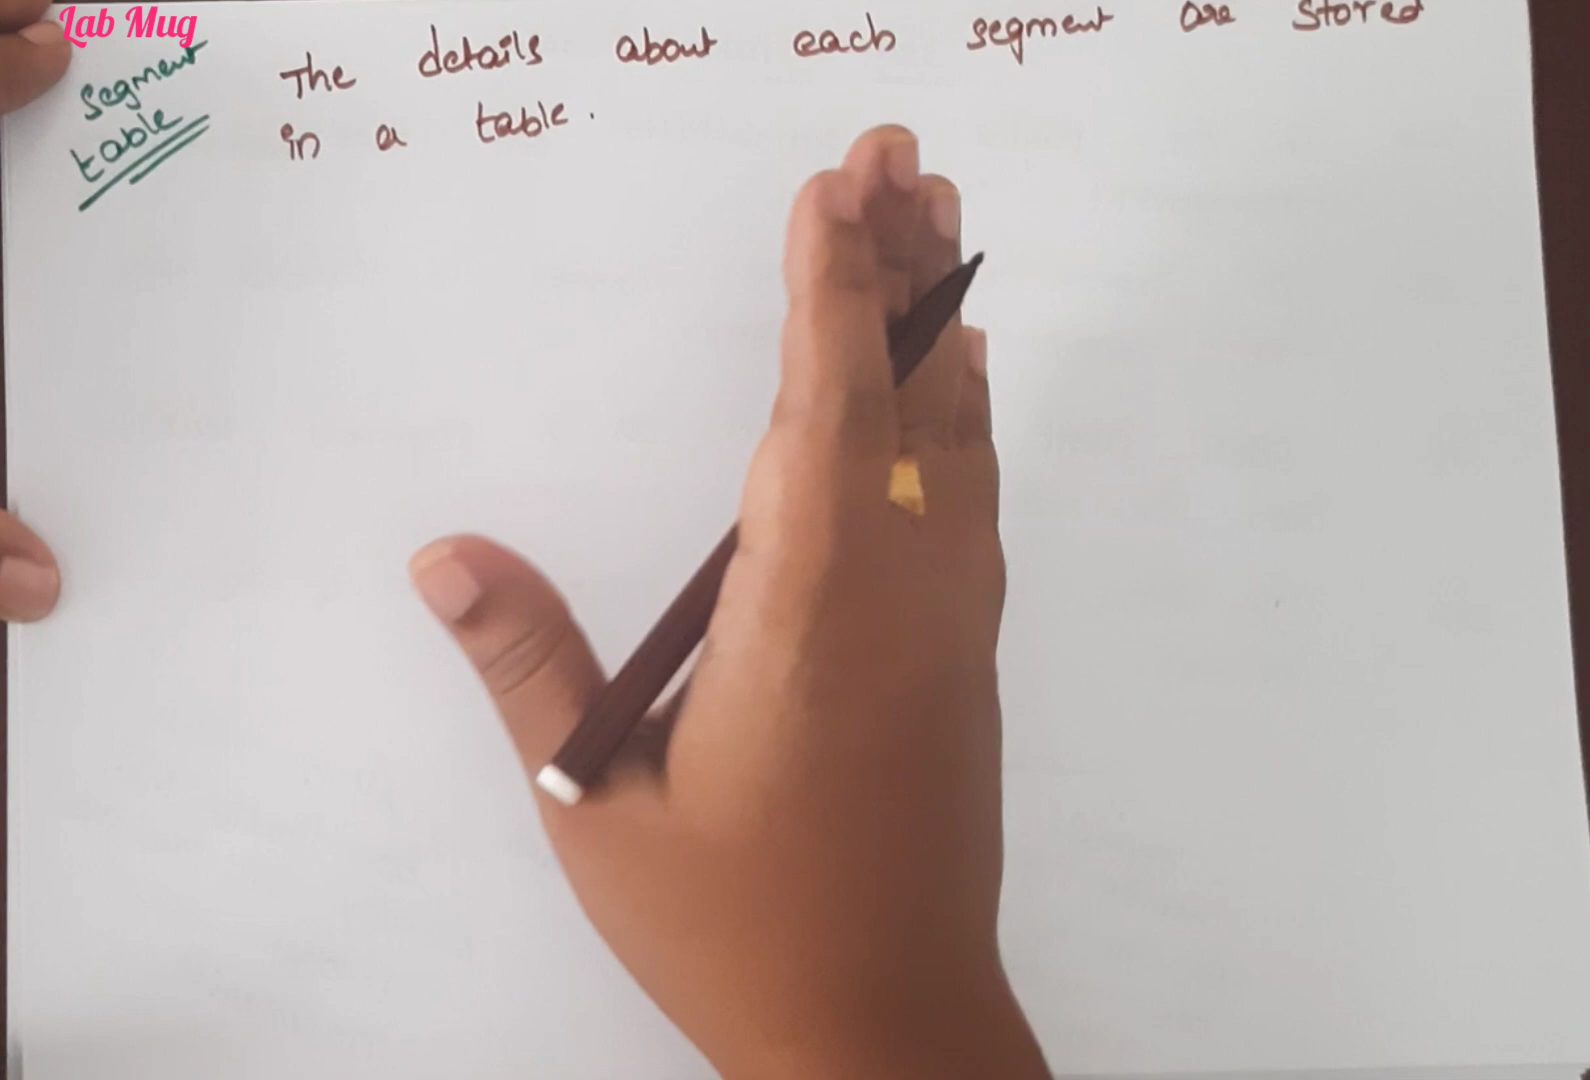 Lab Mug
Segment
table
The details about each segment are stored
in a table.